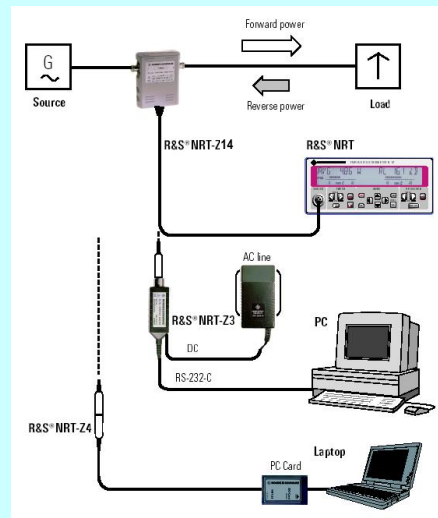 Forward power
G
Source
Reverse power
Load
R&S®NRT-Z14
R&S®NRT
AC line
R&S®NRT-Z3
DC
PC
RS-232-C
R&S®NRT-Z4
Laptop
PC Card